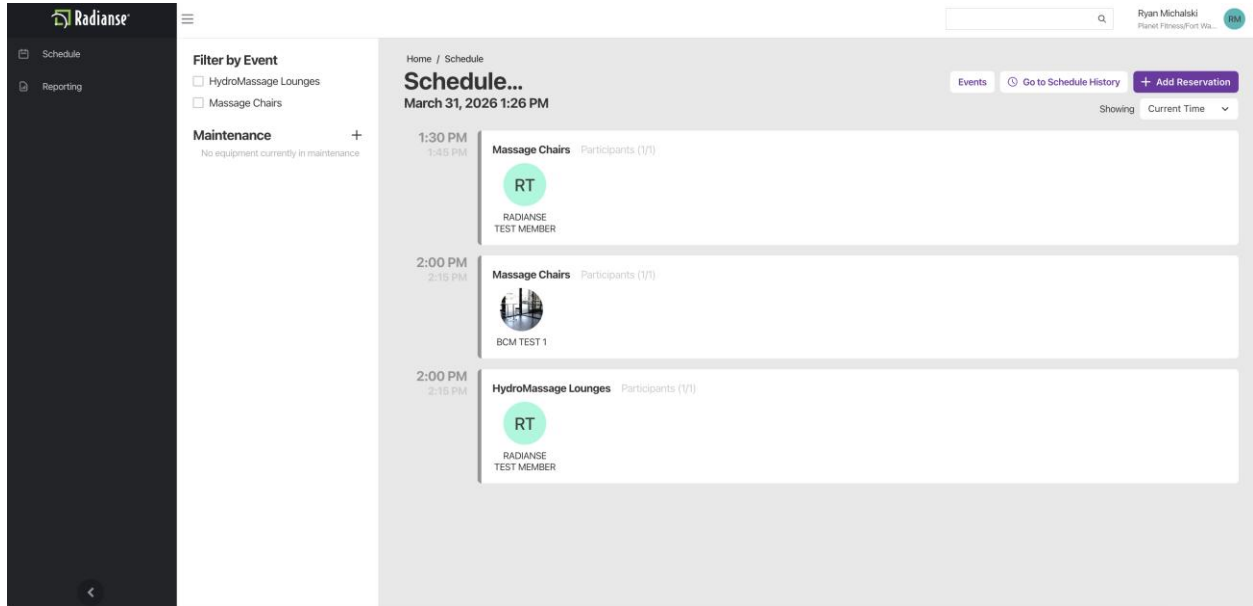 Radianse
Schedule
Reporting
Ryan Michalski
Planet Fitness/Fort Wa...
RM
Filter by Event
HydroMassage Lounges
Massage Chairs
Maintenance +
No equipment currently in maintenance
Home / Schedule
Schedule...
March 31, 2026 1:26 PM
Events
Go to Schedule History
+ Add Reservation
Showing Current Time
1:30 PM
1:45 PM
Massage Chairs Participants (1/1)
RT
RADIANSE
TEST MEMBER
2:00 PM
2:15 PM
Massage Chairs Participants (1/1)
BCM TEST 1
2:00 PM
2:15 PM
HydroMassage Lounges Participants (1/1)
RT
RADIANSE
TEST MEMBER